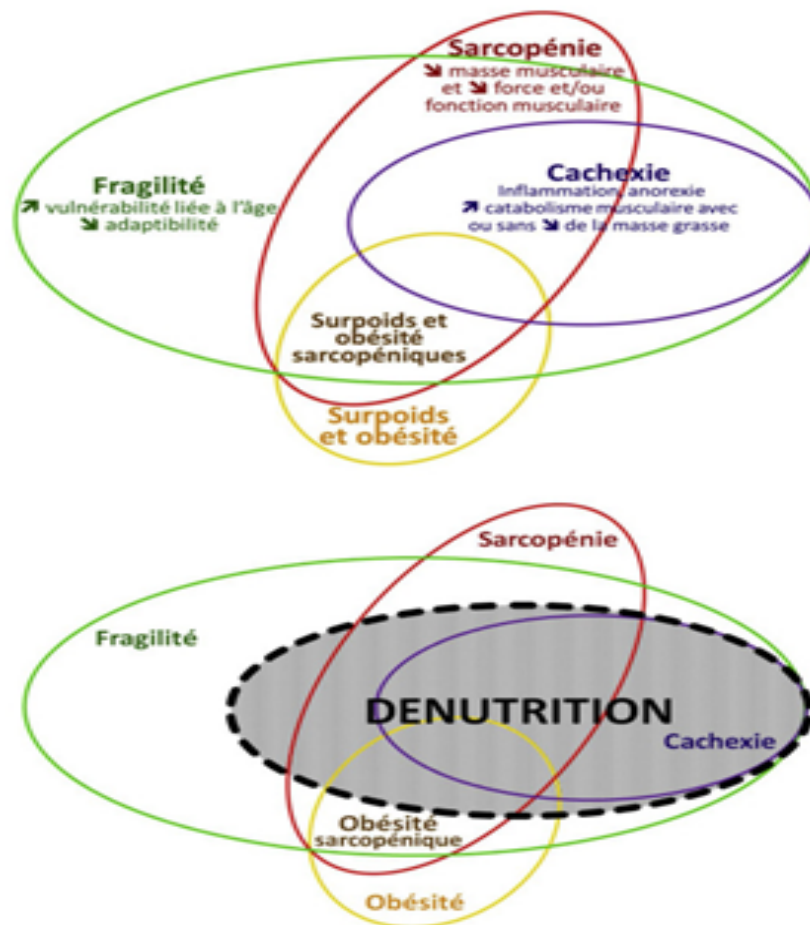 Sarcopénie
↘ masse musculaire
et ↘ force et/ou
fonction musculaire
Fragilité
↗ vulnérabilité liée à l'âge
↘ adaptibilité
Cachexie
Inflammation, anorexie
↗ catabolisme musculaire avec
ou sans ↘ de la masse grasse
Surpoids et
obésité
sarcopéniques
Surpoids
et obésité
Sarcopénie
Fragilité
DENUTRITION
Cachexie
Obésité
sarcopénique
Obésité